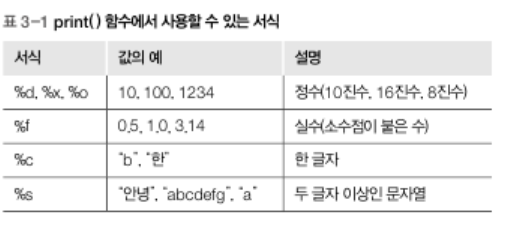 표 3-1 print() 함수에서 사용할 수 있는 서식
서식 값의 예 설명
%d, %x, %o 10, 100, 1234 정수(10진수, 16진수, 8진수)
%f 0.5, 1.0, 3.14 실수(소수점이 붙은 수)
%c "b", "한" 한 글자
%s "안녕", "abcdefg", "a" 두 글자 이상인 문자열